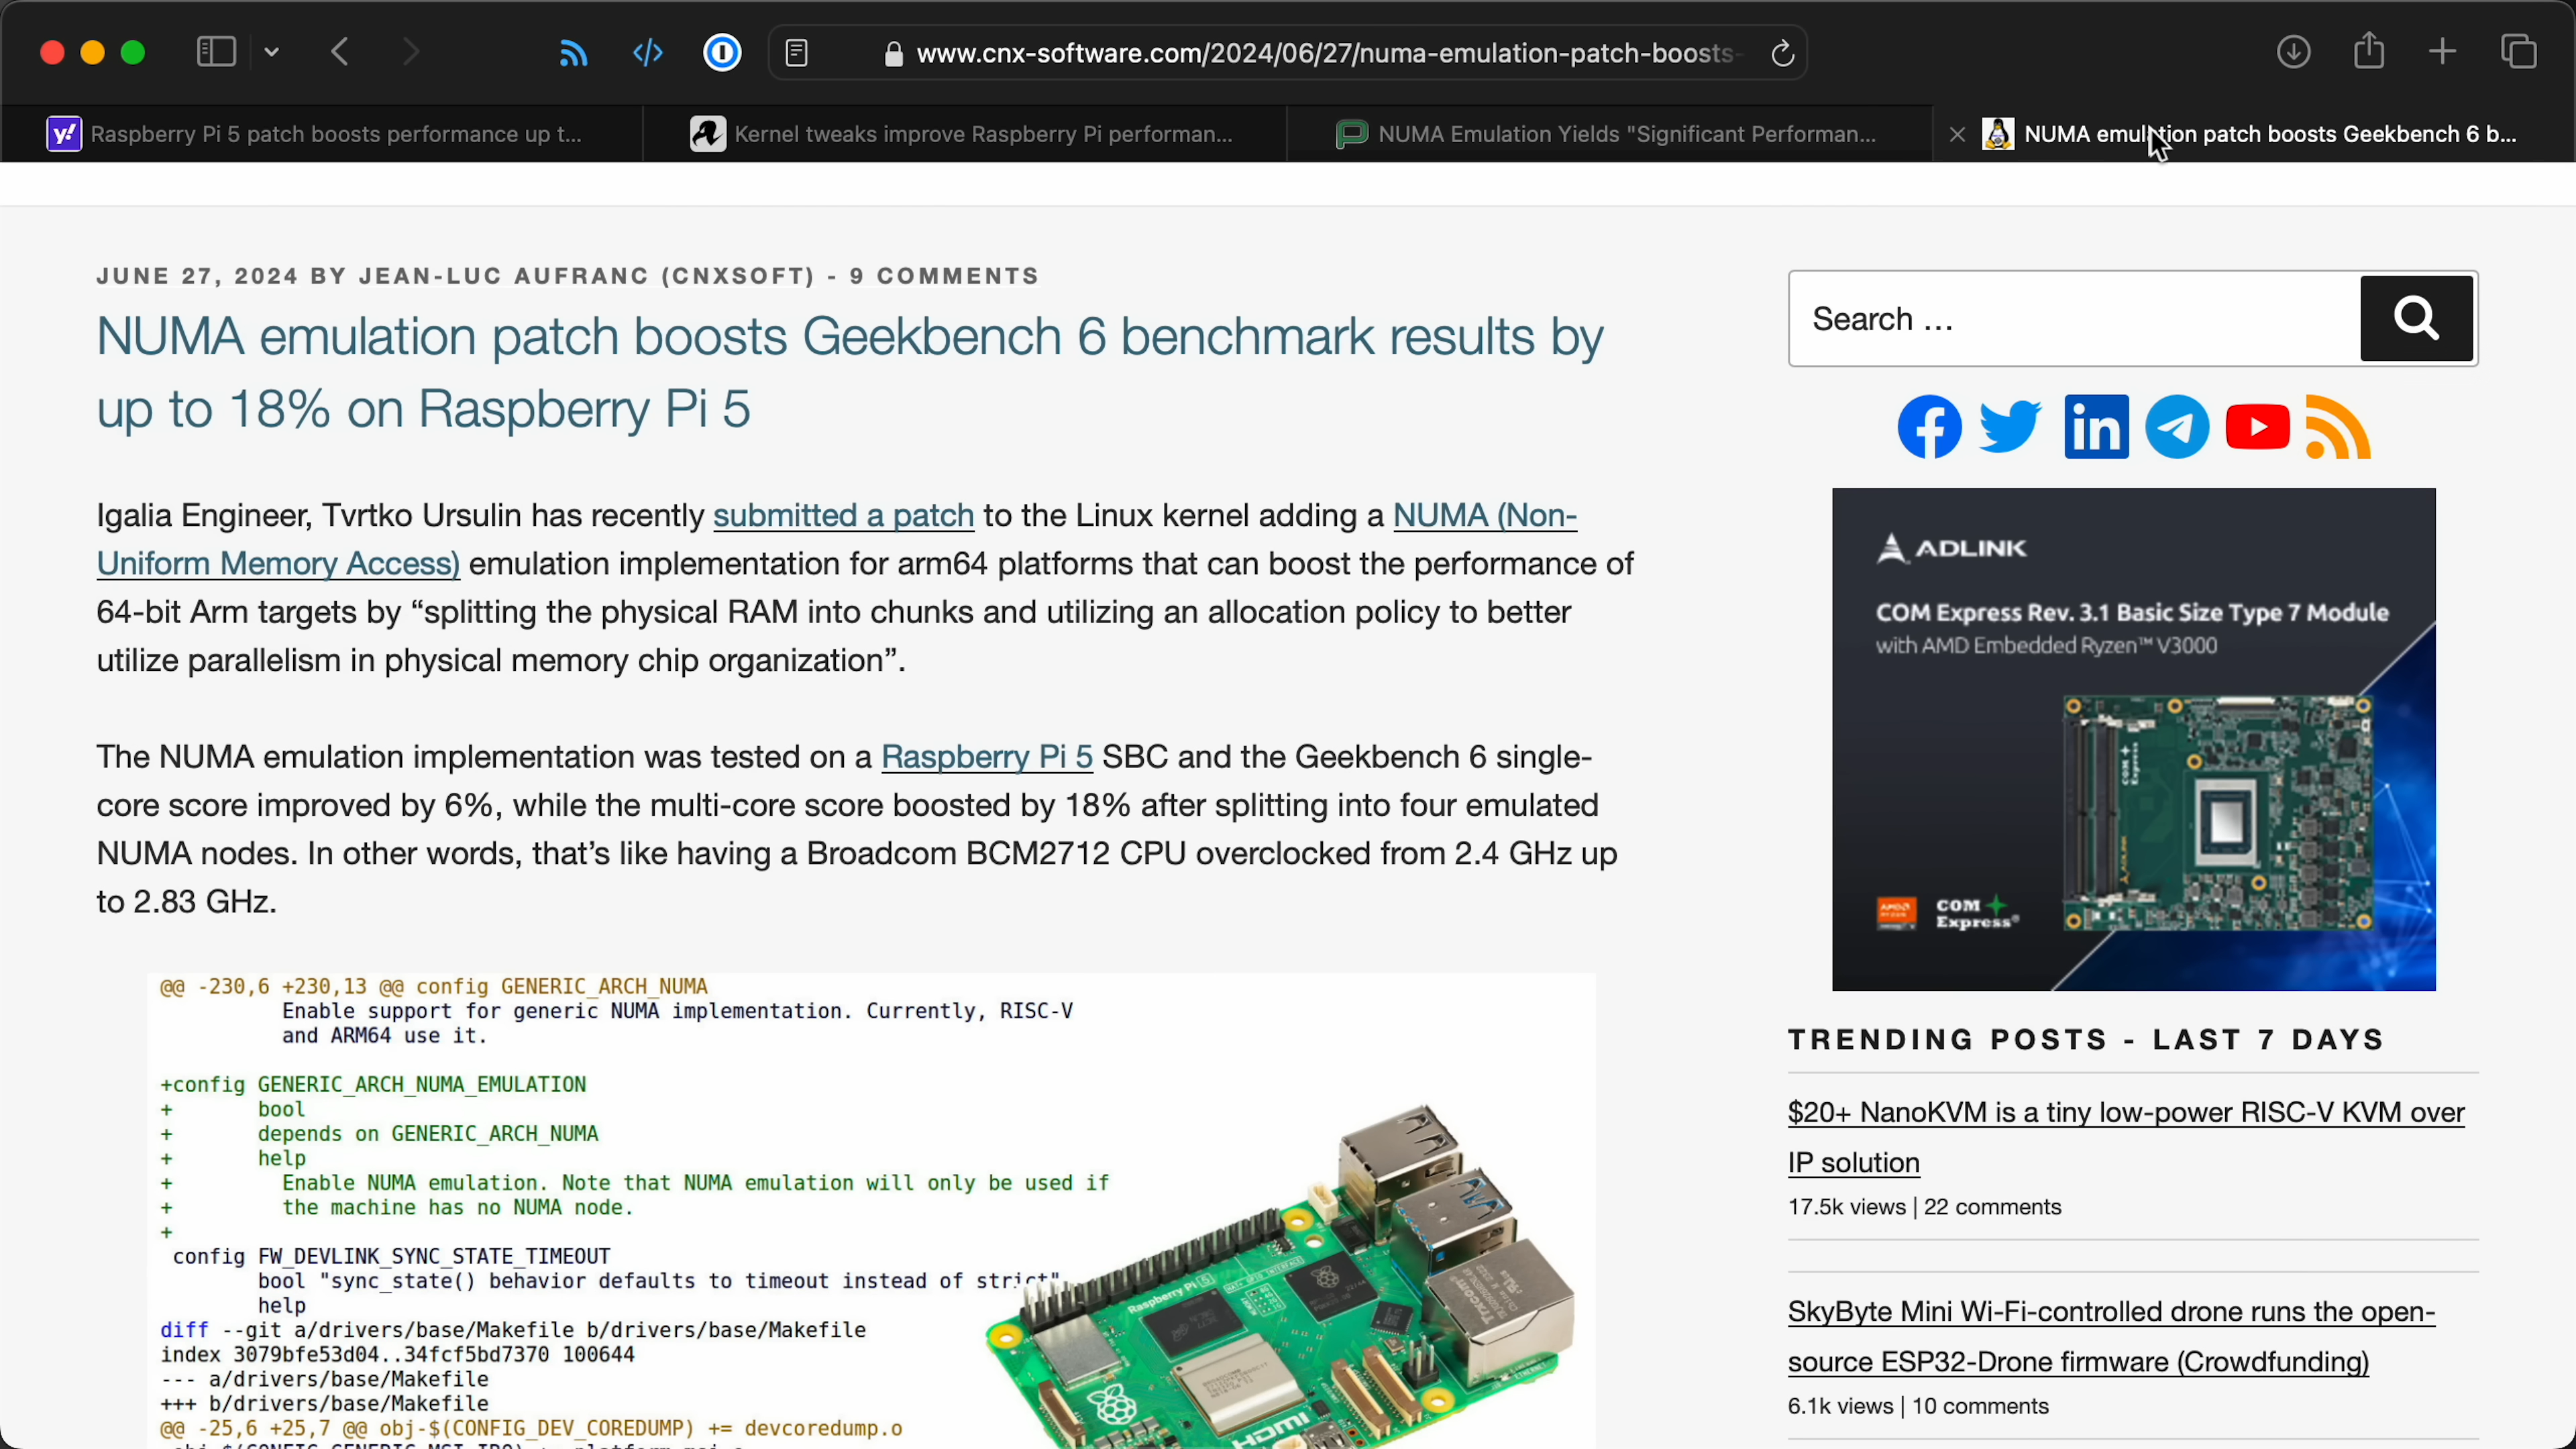 www.cnx-software.com/2024/06/27/numa-emulation-patch-boosts-
Raspberry Pi 5 patch boosts performance up t...
Kernel tweaks improve Raspberry Pi performan...
NUMA Emulation Yields "Significant Performan...
NUMA emulation patch boosts Geekbench 6 b...
JUNE 27, 2024 BY JEAN-LUC AUFRANC (CNXSOFT) - 9 COMMENTS
NUMA emulation patch boosts Geekbench 6 benchmark results by
up to 18% on Raspberry Pi 5
Igalia Engineer, Tvrtko Ursulin has recently submitted a patch to the Linux kernel adding a NUMA (Non-
Uniform Memory Access) emulation implementation for arm64 platforms that can boost the performance of
64-bit Arm targets by “splitting the physical RAM into chunks and utilizing an allocation policy to better
utilize parallelism in physical memory chip organization”.
The NUMA emulation implementation was tested on a Raspberry Pi 5 SBC and the Geekbench 6 single-
core score improved by 6%, while the multi-core score boosted by 18% after splitting into four emulated
NUMA nodes. In other words, that’s like having a Broadcom BCM2712 CPU overclocked from 2.4 GHz up
to 2.83 GHz.
@@ -230,6 +230,13 @@ config GENERIC_ARCH_NUMA
Enable support for generic NUMA implementation. Currently, RISC-V
and ARM64 use it.
+config GENERIC_ARCH_NUMA_EMULATION
+ bool
+ depends on GENERIC_ARCH_NUMA
+ help
+ Enable NUMA emulation. Note that NUMA emulation will only be used if
+ the machine has no NUMA node.
+
config FW_DEVLINK_SYNC_STATE_TIMEOUT
bool "sync_state() behavior defaults to timeout instead of strict"
help
diff --git a/drivers/base/Makefile b/drivers/base/Makefile
index 3079bfe53d04..34fcf5bd7370 100644
--- a/drivers/base/Makefile
+++ b/drivers/base/Makefile
@@ -25,6 +25,7 @@ obj-$(CONFIG_DEV_COREDUMP) += devcoredump.o
Raspberry Pi 5
HDMI
Search ...
ADLINK
COM Express Rev. 3.1 Basic Size Type 7 Module
with AMD Embedded Ryzen™ V3000
COM
Express®
TRENDING POSTS - LAST 7 DAYS
$20+ NanoKVM is a tiny low-power RISC-V KVM over
IP solution
17.5k views | 22 comments
SkyByte Mini Wi-Fi-controlled drone runs the open-
source ESP32-Drone firmware (Crowdfunding)
6.1k views | 10 comments